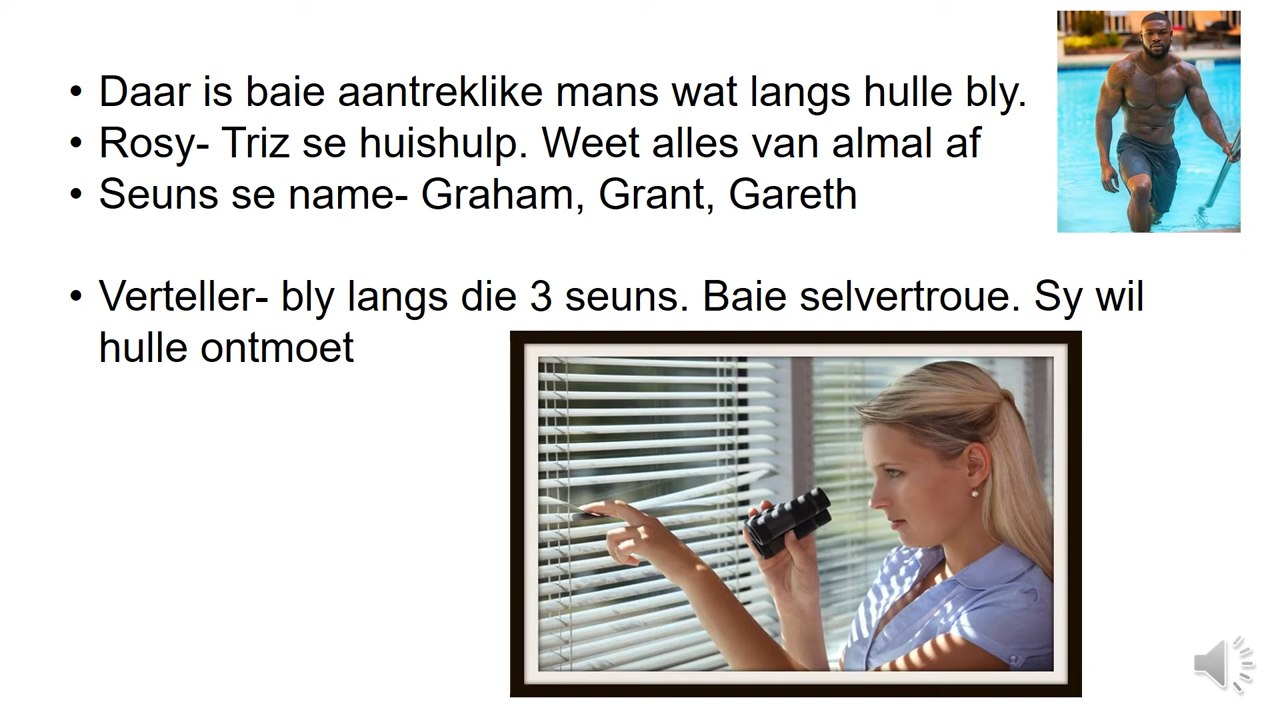 • Daar is baie aantreklike mans wat langs hulle bly.
• Rosy- Triz se huishulp. Weet alles van almal af
• Seuns se name- Graham, Grant, Gareth
• Verteller- bly langs die 3 seuns. Baie selvertroue. Sy wil
hulle ontmoet